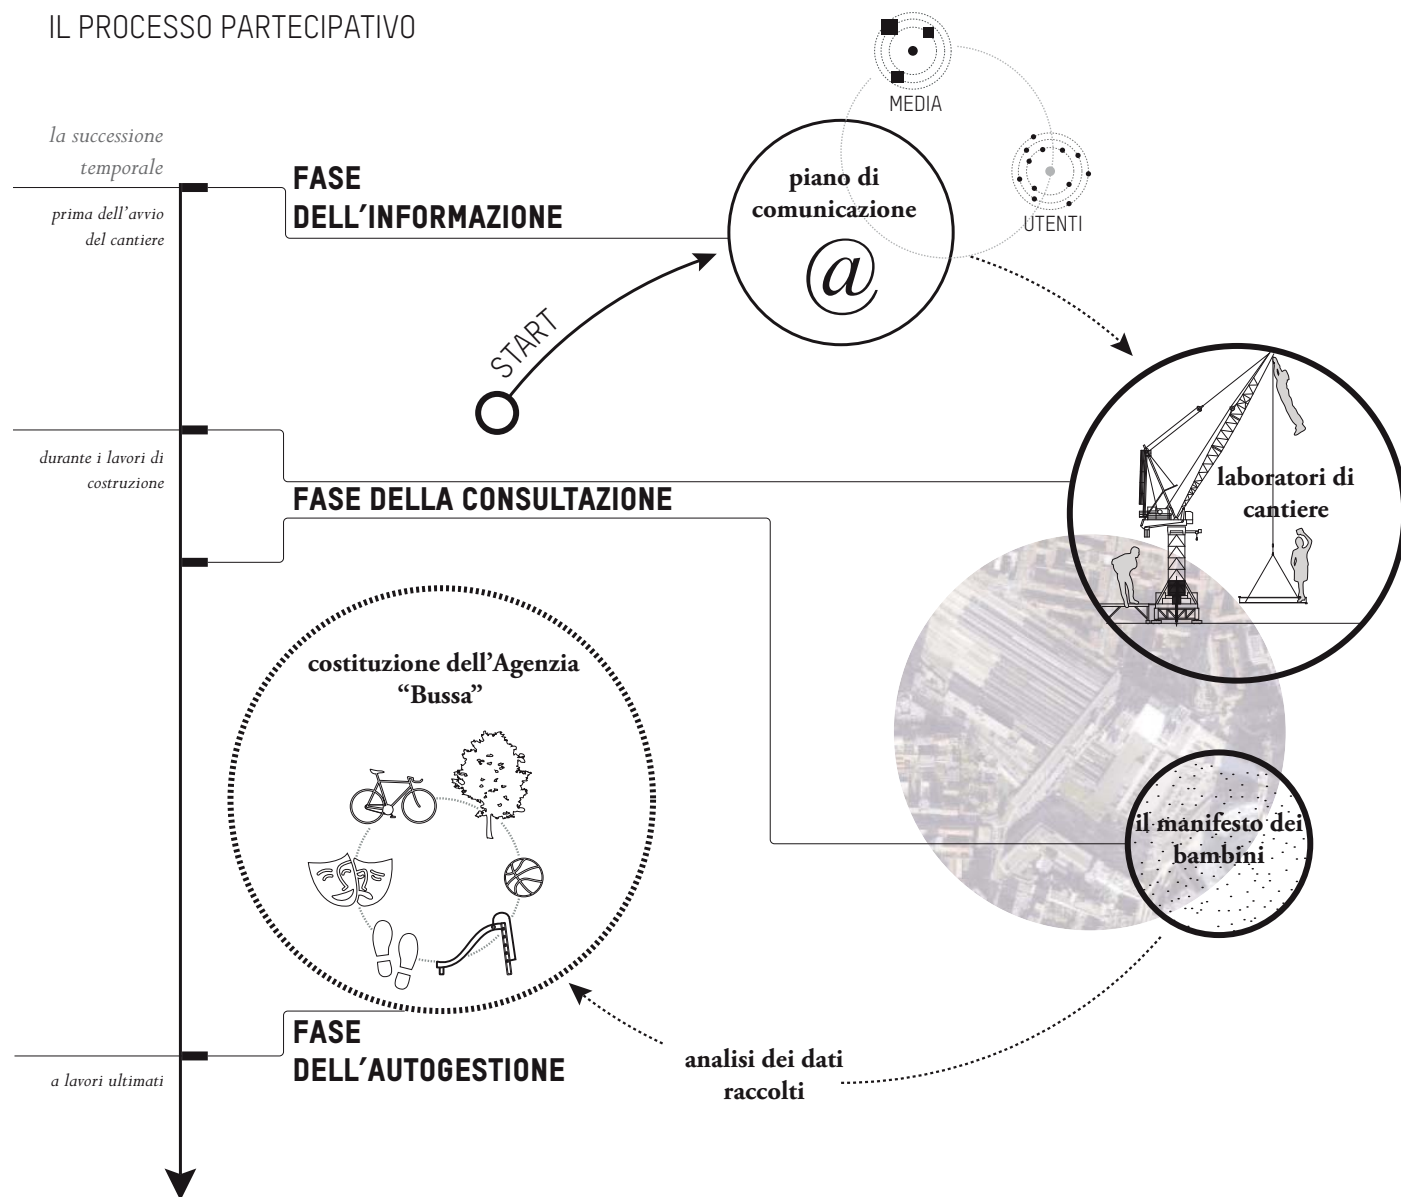 IL PROCESSO PARTECIPATIVO
MEDIA
UTENTI
la successione
temporale
prima dell'avvio
del cantiere
FASE
DELL'INFORMAZIONE
piano di
comunicazione
@
START
durante i lavori di
costruzione
FASE DELLA CONSULTAZIONE
laboratori di
cantiere
costituzione dell'Agenzia
“Bussa”
il manifesto dei
bambini
FASE
DELL'AUTOGESTIONE
a lavori ultimati
analisi dei dati
raccolti